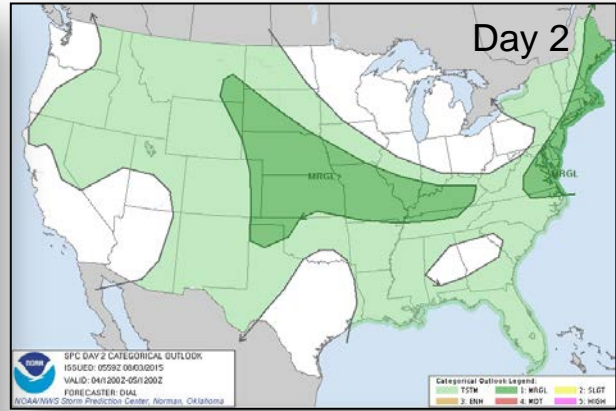 Day 2
MRGL
MRGL
NOAA
SPC DAY 2 CATEGORICAL OUTLOOK
ISSUED: 0559Z 08/03/2015
VALID: 04/1200Z-05/1200Z
FORECASTER: DIAL
NOAA/NWS Storm Prediction Center, Norman, Oklahoma
Categorical Outlook Legend:
TSTM 1: MRGL 2: SLGT
3: ENH 4: MDT 5: HIGH